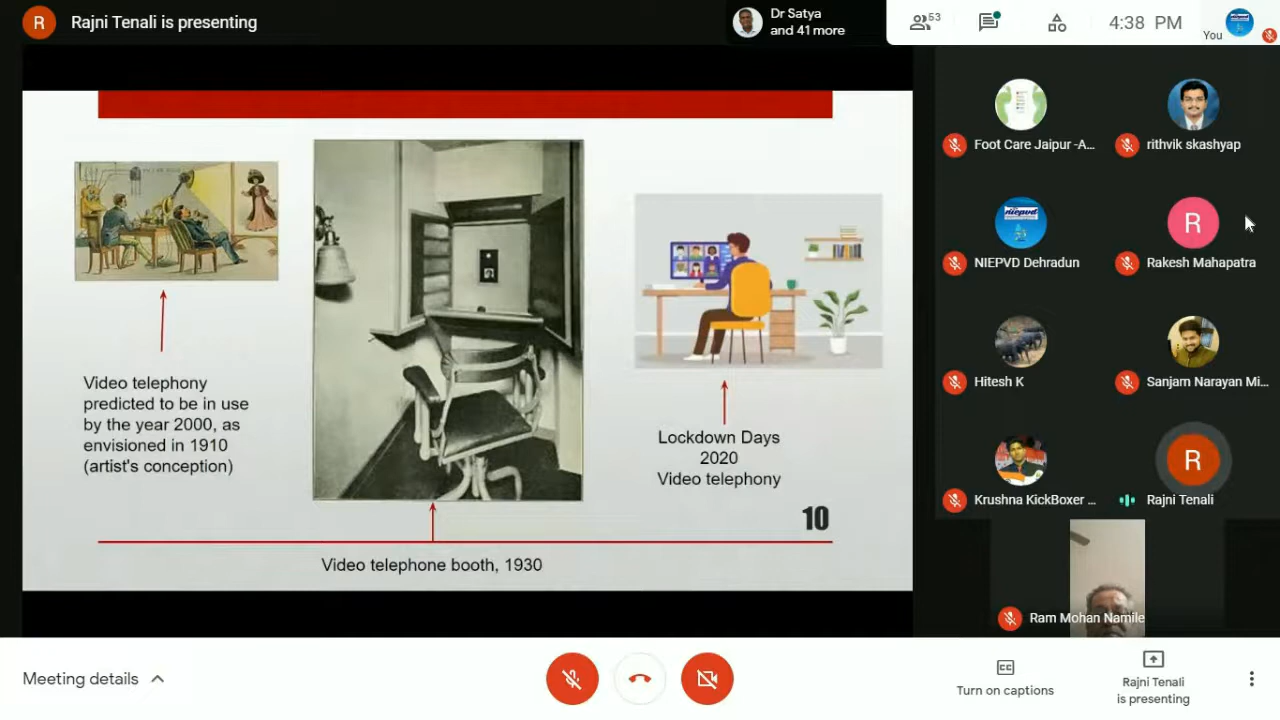 R
Rajni Tenali is presenting
Dr Satya
and 41 more
53
4:38 PM
You
Video telephony
predicted to be in use
by the year 2000, as
envisioned in 1910
(artist's conception)
Lockdown Days
2020
Video telephony
10
Video telephone booth, 1930
Foot Care Jaipur -A...
rithvik skashyap
niepvd
NIEPVD Dehradun
R
Rakesh Mahapatra
Hitesh K
Sanjam Narayan Mi...
Krushna KickBoxer ...
R
Rajni Tenali
Ram Mohan Namile
Meeting details
CC
Turn on captions
Rajni Tenali
is presenting